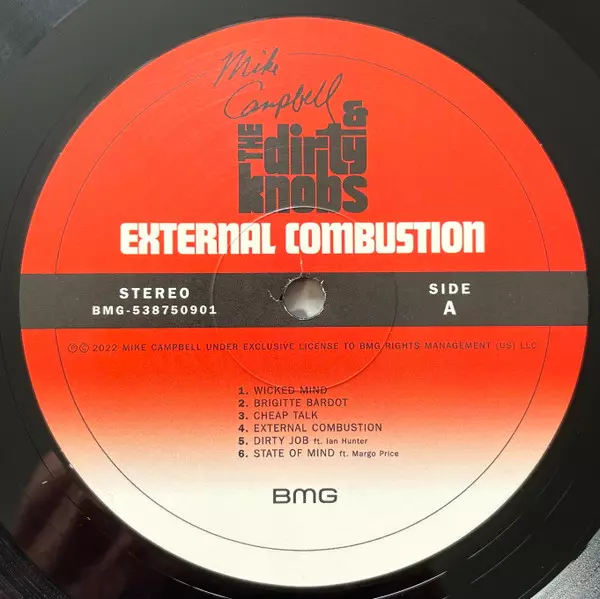 Mike
Campbell
&
THE dirty
knobs
EXTERNAL COMBUSTION
STEREO
BMG-538750901
SIDE
A
℗© 2022 MIKE CAMPBELL UNDER EXCLUSIVE LICENSE TO BMG RIGHTS MANAGEMENT (US) LLC
1. WICKED MIND
2. BRIGITTE BARDOT
3. CHEAP TALK
4. EXTERNAL COMBUSTION
5. DIRTY JOB ft. Ian Hunter
6. STATE OF MIND ft. Margo Price
BMG